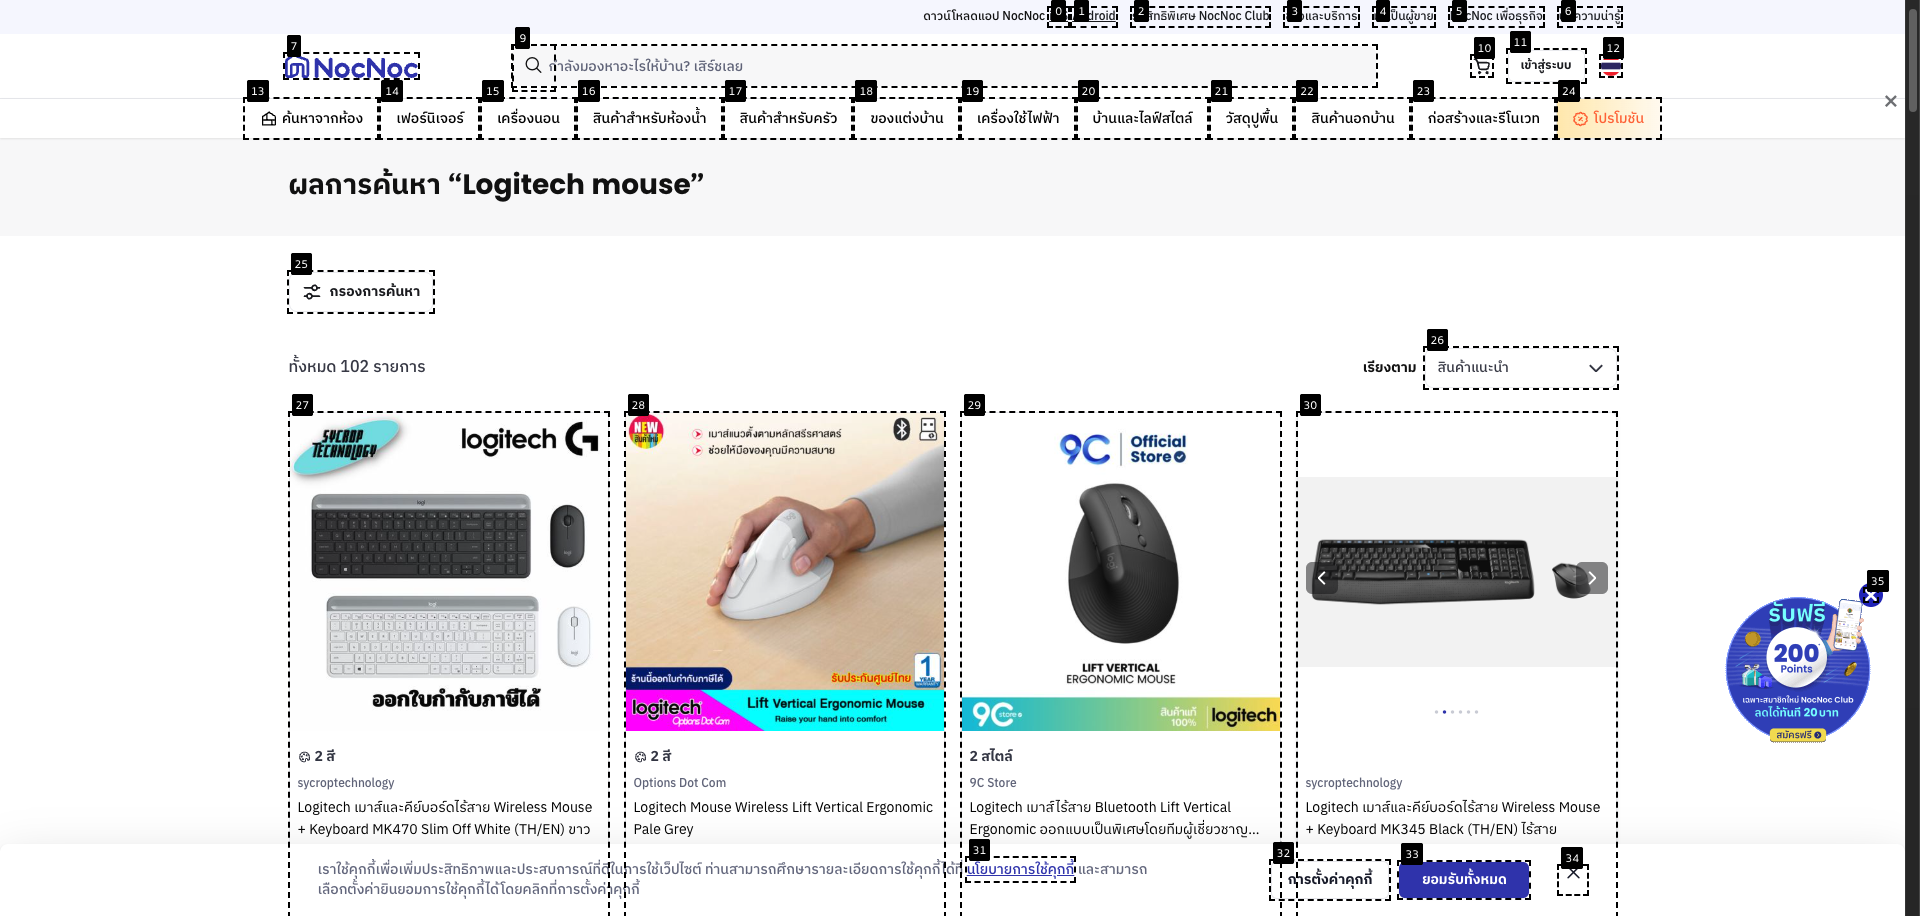 ดาวน์โหลดแอป NocNoc
สิทธิพิเศษ NocNoc Club
และบริการ
เป็นผู้ขาย
NocNoc เพื่อธุรกิจ
ความน่ารู้
0
1
2
3
4
5
6
7
9
10
11
12
NocNoc
กำลังมองหาอะไรให้บ้าน? เสิร์ชเลย
เข้าสู่ระบบ
13
14
15
16
17
18
19
20
21
22
23
24
ค้นหาจากห้อง
เฟอร์นิเจอร์
เครื่องนอน
สินค้าสำหรับห้องน้ำ
สินค้าสำหรับครัว
ของแต่งบ้าน
เครื่องใช้ไฟฟ้า
บ้านและไลฟ์สไตล์
วัสดุปูพื้น
สินค้านอกบ้าน
ก่อสร้างและรีโนเวท
โปรโมชัน
ผลการค้นหา “Logitech mouse”
25
กรองการค้นหา
26
ทั้งหมด 102 รายการ
เรียงตาม
สินค้าแนะนำ
27
28
29
30
SYCROP TECHNOLOGY
logitech G
ออกใบกำกับภาษีได้
NEW
สินค้าใหม่
เมาส์แนวตั้งตามหลักสรีรศาสตร์
ช่วยให้มือของคุณมีความสบาย
ร้านนี้ออกใบกำกับภาษีได้
รับประกันศูนย์ไทย
1
YEAR
logitech
Options Dot Com
Lift Vertical Ergonomic Mouse
Raise your hand into comfort
9C
Official
Store
LIFT VERTICAL
ERGONOMIC MOUSE
9C store
สินค้าแท้
100%
logitech
35
รับฟรี
200
Points
เฉพาะสมาชิกใหม่ NocNoc Club
ลดได้ทันที 20 บาท
สมัครฟรี
2 สี
sycroptechnology
Logitech เมาส์และคีย์บอร์ดไร้สาย Wireless Mouse
+ Keyboard MK470 Slim Off White (TH/EN) ขาว
2 สี
Options Dot Com
Logitech Mouse Wireless Lift Vertical Ergonomic
Pale Grey
2 สไตล์
9C Store
Logitech เมาส์ไร้สาย Bluetooth Lift Vertical
Ergonomic ออกแบบเป็นพิเศษโดยทีมผู้เชี่ยวชาญ...
sycroptechnology
Logitech เมาส์และคีย์บอร์ดไร้สาย Wireless Mouse
+ Keyboard MK345 Black (TH/EN) ไร้สาย
31
32
33
34
เราใช้คุกกี้เพื่อเพิ่มประสิทธิภาพและประสบการณ์ที่ดีในการใช้เว็ปไซต์ ท่านสามารถศึกษารายละเอียดการใช้คุกกี้ได้ที่ นโยบายการใช้คุกกี้ และสามารถ
เลือกตั้งค่ายินยอมการใช้คุกกี้ได้โดยคลิกที่การตั้งค่าคุกกี้
การตั้งค่าคุกกี้
ยอมรับทั้งหมด